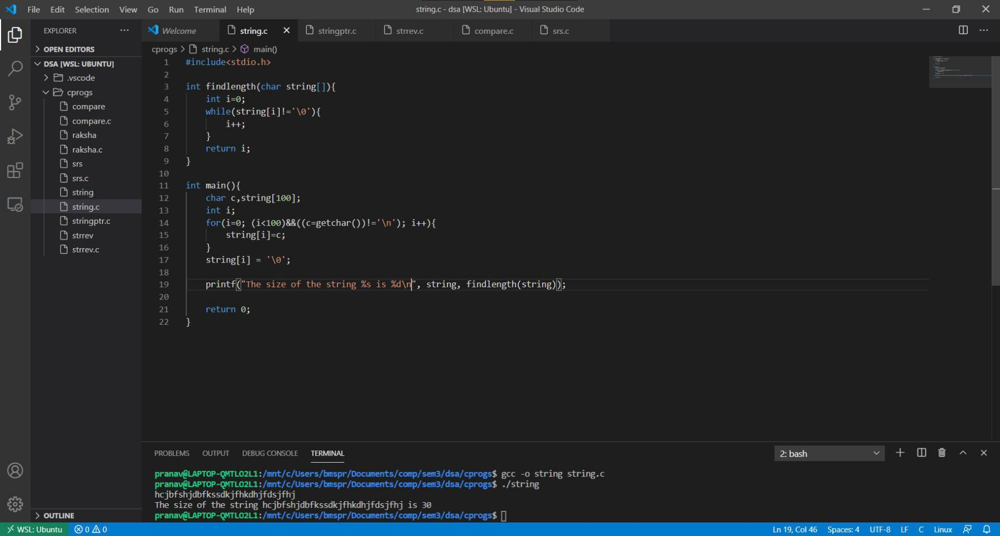 File Edit Selection View Go Run Terminal Help
string.c - dsa [WSL: Ubuntu] - Visual Studio Code
EXPLORER
OPEN EDITORS
DSA [WSL: UBUNTU]
.vscode
cprogs
compare
compare.c
raksha
raksha.c
srs
srs.c
string
string.c
stringptr.c
strrev
strrev.c
OUTLINE
Welcome string.c stringptr.c strrev.c compare.c srs.c
cprogs > string.c > main()
1 #include<stdio.h>
2
3 int findlength(char string[]){
4 int i=0;
5 while(string[i]!='\0'){
6 i++;
7 }
8 return i;
9 }
10
11 int main(){
12 char c,string[100];
13 int i;
14 for(i=0; (i<100)&&((c=getchar())!='\n'); i++){
15 string[i]=c;
16 }
17 string[i] = '\0';
18
19 printf("The size of the string %s is %d\n", string, findlength(string));
20
21 return 0;
22 }
PROBLEMS OUTPUT DEBUG CONSOLE TERMINAL
2: bash
pranav@LAPTOP-QMTLO2L1:/mnt/c/Users/bmspr/Documents/comp/sem3/dsa/cprogs$ gcc -o string string.c
pranav@LAPTOP-QMTLO2L1:/mnt/c/Users/bmspr/Documents/comp/sem3/dsa/cprogs$ ./string
hcjbfshjdbfkssdkjfhkdhjfdsjfhj
The size of the string hcjbfshjdbfkssdkjfhkdhjfdsjfhj is 30
pranav@LAPTOP-QMTLO2L1:/mnt/c/Users/bmspr/Documents/comp/sem3/dsa/cprogs$
WSL: Ubuntu 0 0
Ln 19, Col 46 Spaces: 4 UTF-8 LF C Linux